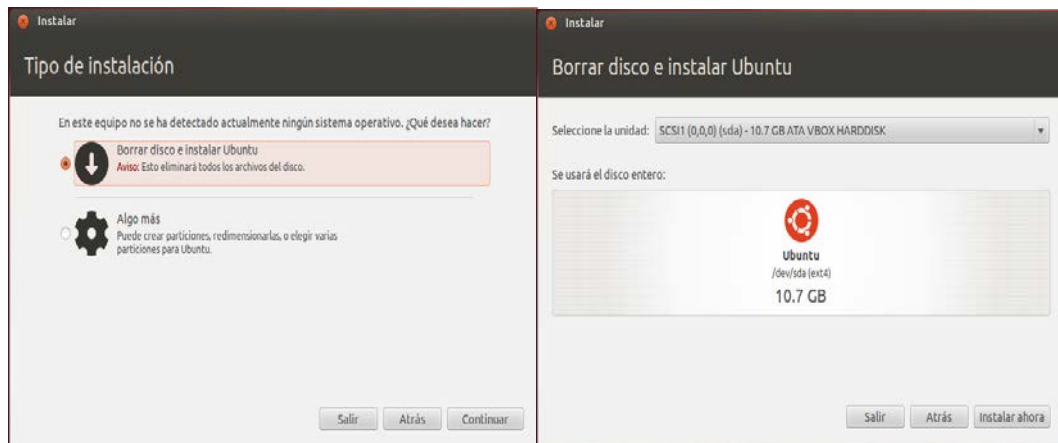 Instalar
Tipo de instalación
En este equipo no se ha detectado actualmente ningún sistema operativo. ¿Qué desea hacer?
Borrar disco e instalar Ubuntu
Aviso: Esto eliminará todos los archivos del disco.
Algo más
Puede crear particiones, redimensionarlas, o elegir varias
particiones para Ubuntu.
Salir
Atrás
Continuar
Instalar
Borrar disco e instalar Ubuntu
Seleccione la unidad: SCSI1 (0,0,0) (sda) - 10.7 GB ATA VBOX HARDDISK
Se usará el disco entero:
Ubuntu
/dev/sda (ext4)
10.7 GB
Salir
Atrás
Instalar ahora